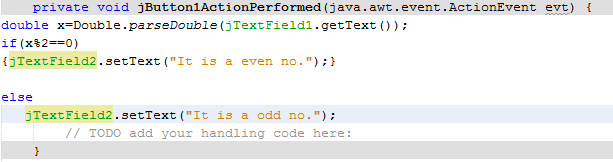 private void jButton1ActionPerformed(java.awt.event.ActionEvent evt) {
double x=Double.parseDouble(jTextField1.getText());
if(x%2==0)
{jTextField2.setText("It is a even no.");}
else
jTextField2.setText("It is a odd no.");
// TODO add your handling code here:
}